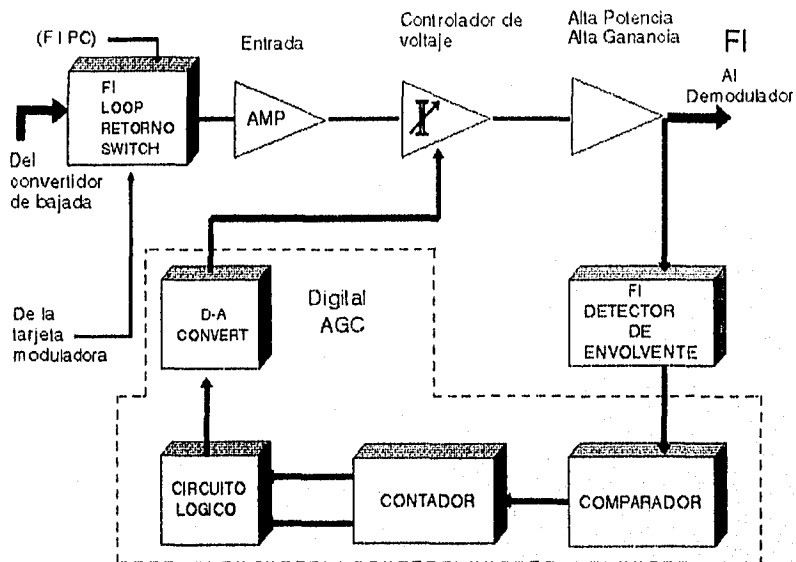 (FI PC)
Entrada
Controlador de
voltaje
Alta Potencia
Alta Ganancia
FI
Al
Demodulador
FI
LOOP
RETORNO
SWITCH
AMP
Del
convertidor
de bajada
De la
tarjeta
moduladora
D-A
CONVERT
Digital
AGC
FI
DETECTOR
DE
ENVOLVENTE
CIRCUITO
LOGICO
CONTADOR
COMPARADOR